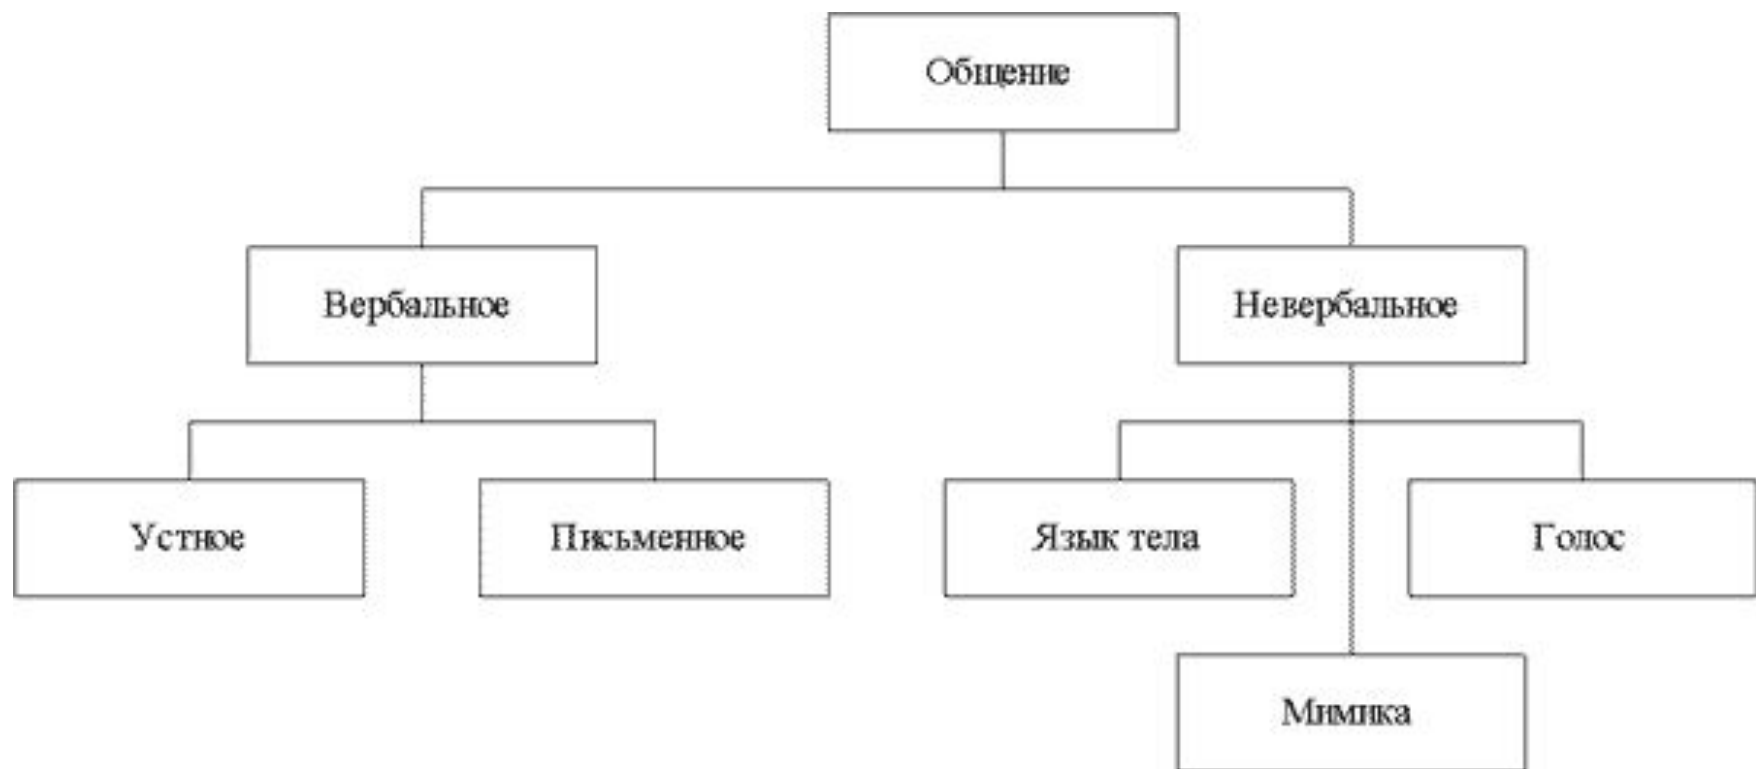 Общение
Вербальное
Невербальное
Устное
Письменное
Язык тела
Голос
Мимика